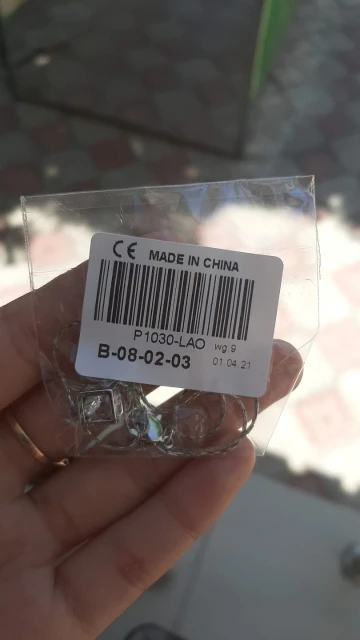 CE MADE IN CHINA
P1030-LAO wg.9
B-08-02-03 01.04.21